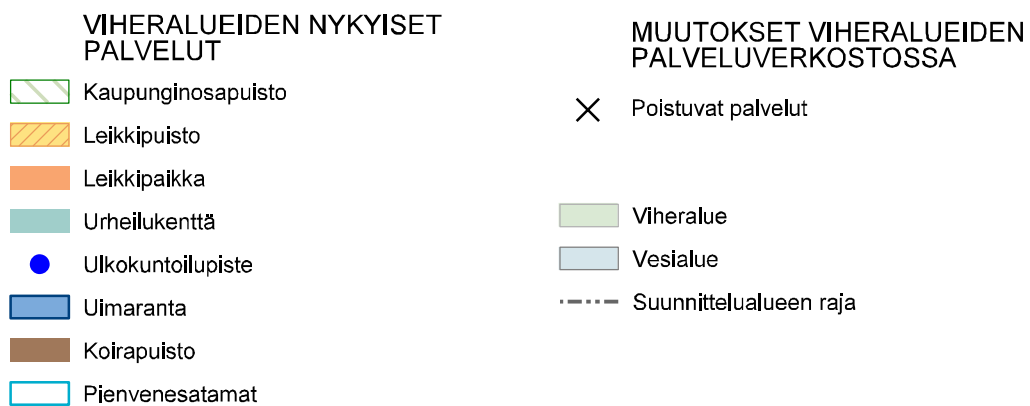 VIHERALUEIDEN NYKYISET
PALVELUT
Kaupunginosapuisto
Leikkipuisto
Leikkipaikka
Urheilukenttä
Ulkokuntoilupiste
Uimaranta
Koirapuisto
Pienvenesatamat
MUUTOKSET VIHERALUEIDEN
PALVELUVERKOSTOSSA
Poistuvat palvelut
Viheralue
Vesialue
Suunnittelualueen raja